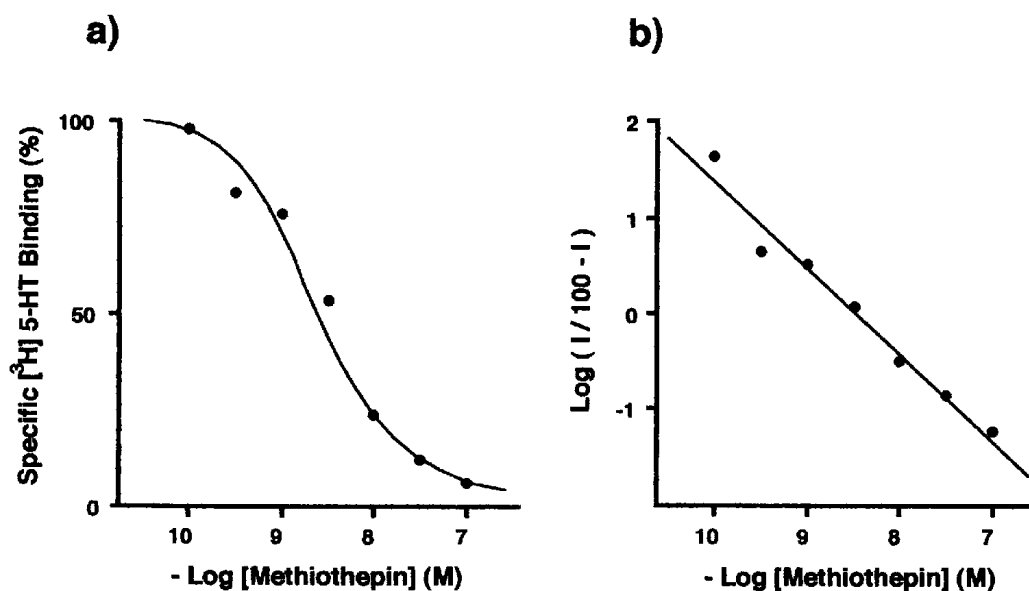 a)
Specific [³H] 5-HT Binding (%)
100
50
0
10 9 8 7
- Log [Methiothepin] (M)
b)
Log ( I / 100 - I )
2
1
0
-1
10 9 8 7
- Log [Methiothepin] (M)